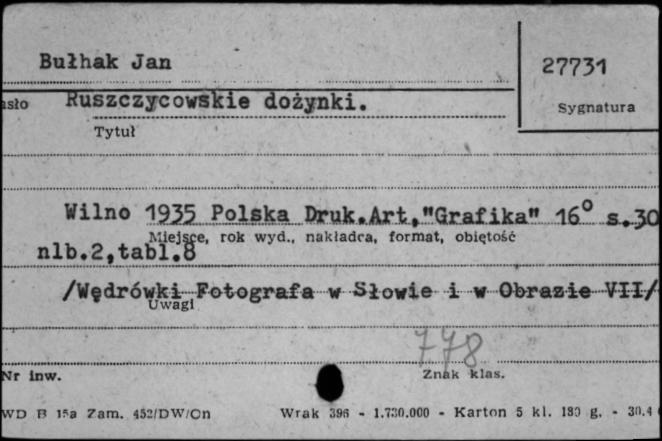 Bułhak Jan
27731
asło Ruszczycowskie dożynki.
Sygnatura
Tytuł
Wilno 1935 Polska Druk.Art."Grafika" 16° s.30
Miejsce, rok wyd., nakładca, format, objętość
nlb.2,tabl.8
/Wędrówki Fotografa w Słowie i w Obrazie VII/
Uwagi
778
Nr inw.
Znak klas.
WD B 15a Zam. 452/DW/Cn Wrak 396 - 1.730.000 - Karton 5 kl. 180 g. - 30.4